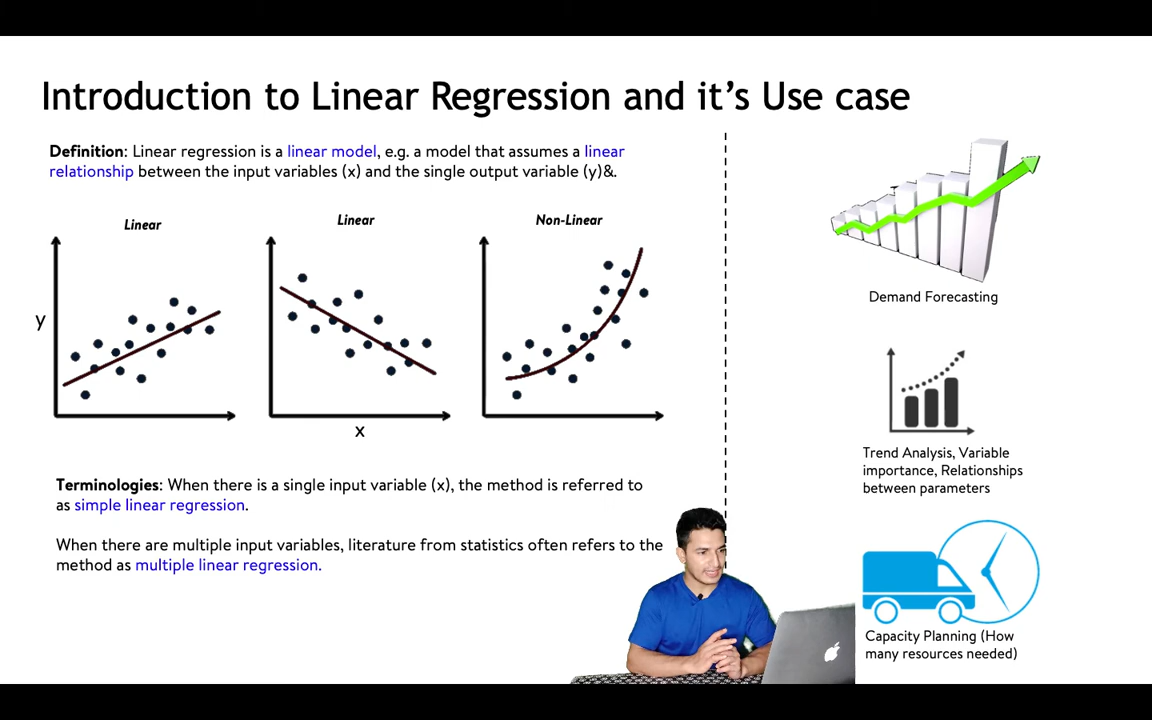 Introduction to Linear Regression and it's Use case
Definition: Linear regression is a linear model, e.g. a model that assumes a linear
relationship between the input variables (x) and the single output variable (y)&.
Linear
Linear
Non-Linear
y
x
Terminologies: When there is a single input variable (x), the method is referred to
as simple linear regression.
When there are multiple input variables, literature from statistics often refers to the
method as multiple linear regression.
Demand Forecasting
Trend Analysis, Variable
importance, Relationships
between parameters
Capacity Planning (How
many resources needed)